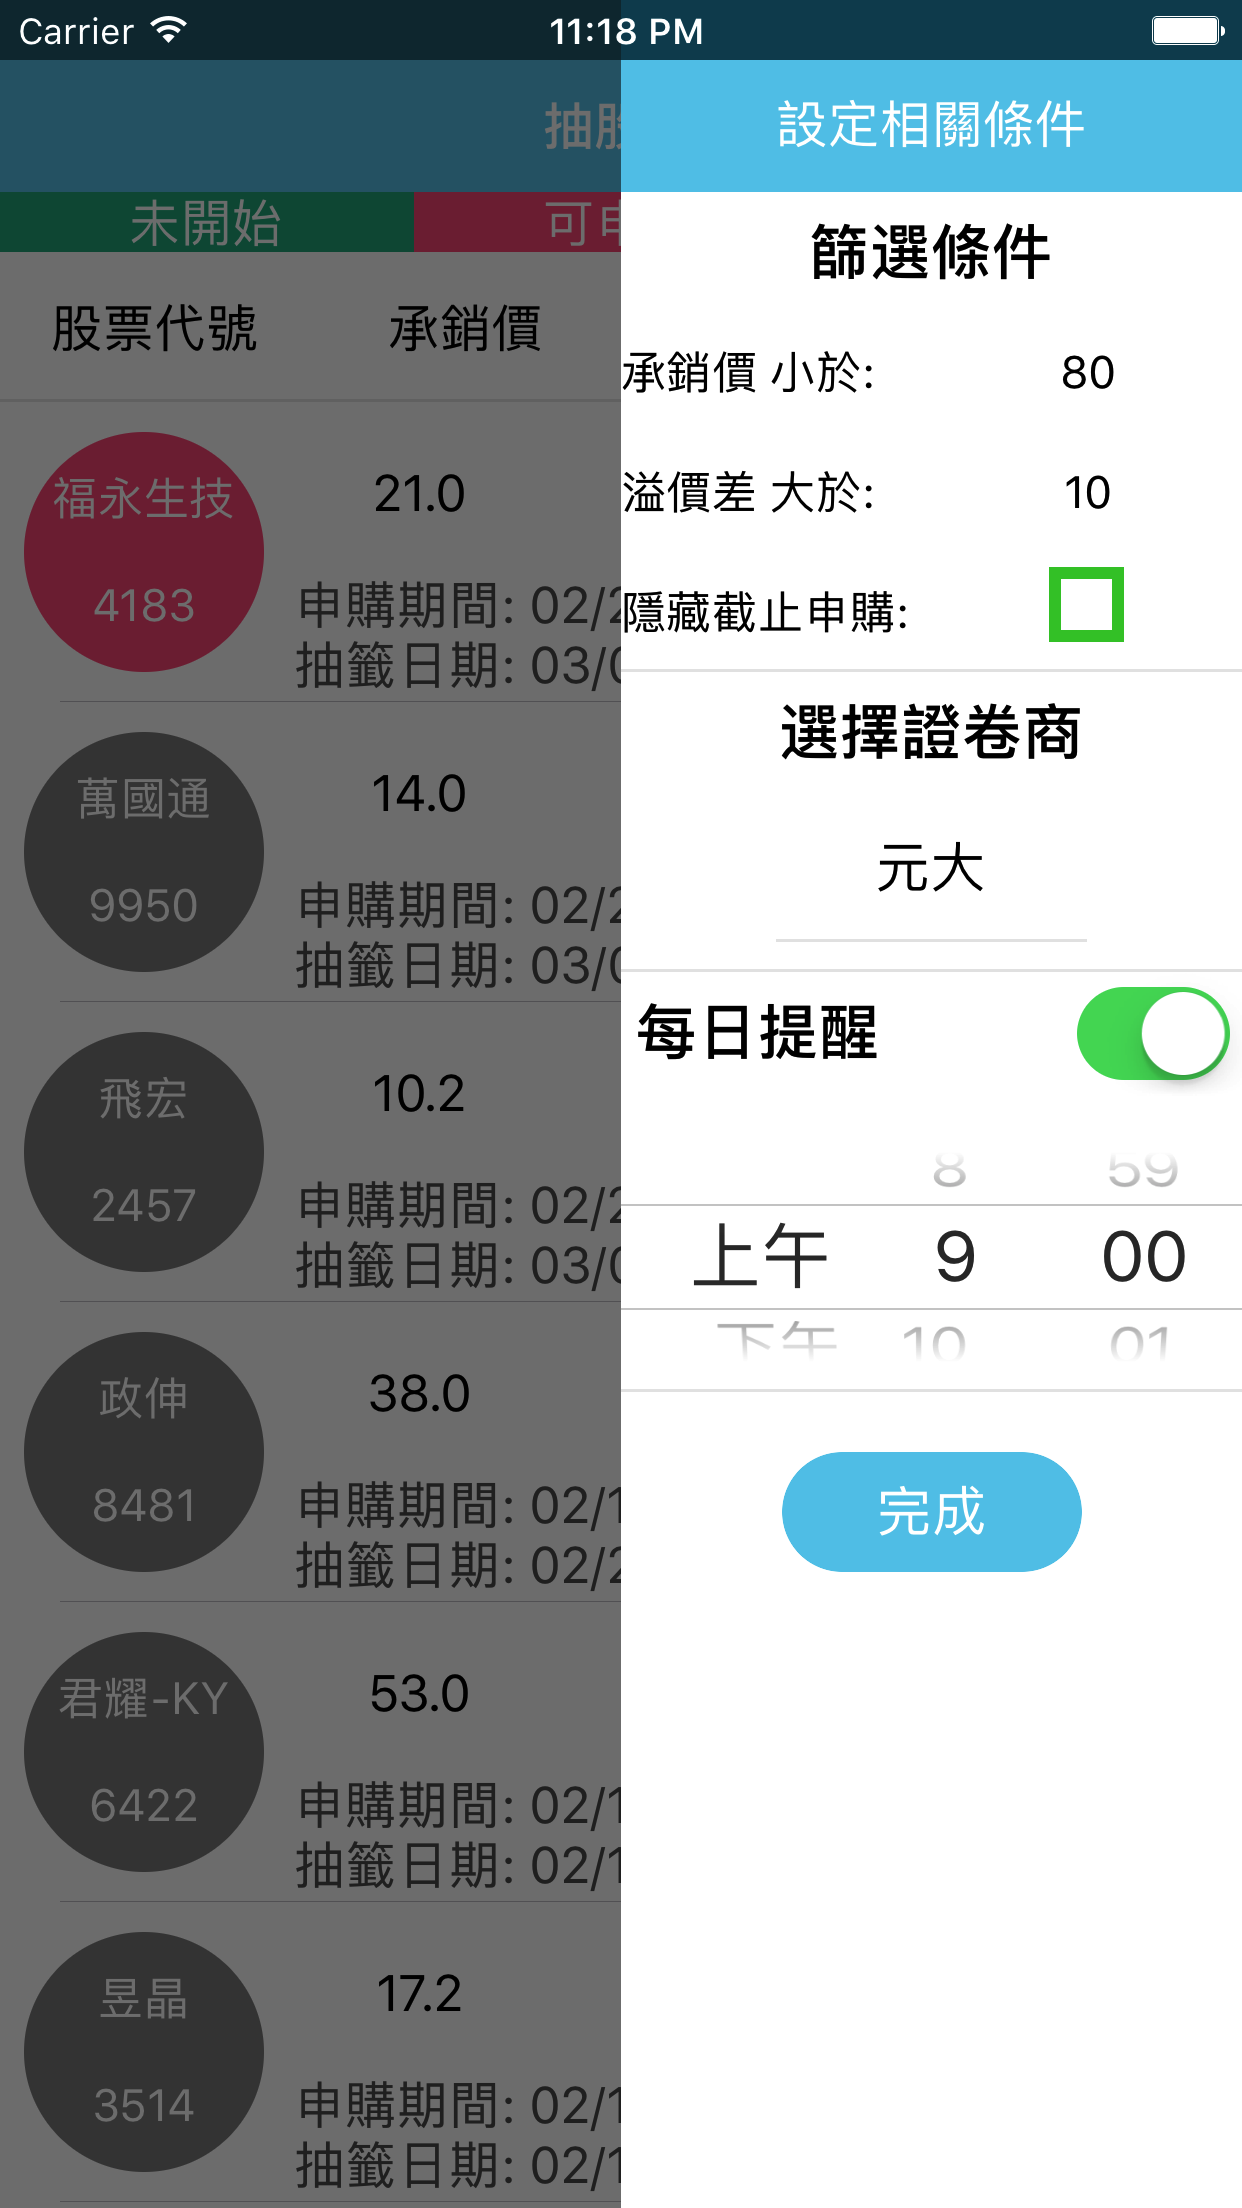 Carrier 11:18 PM
抽
設定相關條件
未開始 可
股票代號 承銷價
福永生技
4183
21.0
申購期間: 02/2
抽籤日期: 03/0
萬國通
9950
14.0
申購期間: 02/2
抽籤日期: 03/0
飛宏
2457
10.2
申購期間: 02/2
抽籤日期: 03/0
政伸
8481
38.0
申購期間: 02/1
抽籤日期: 02/2
君耀-KY
6422
53.0
申購期間: 02/1
抽籤日期: 02/1
昱晶
3514
17.2
申購期間: 02/1
抽籤日期: 02/1
篩選條件
承銷價 小於: 80
溢價差 大於: 10
隱藏截止申購:
選擇證卷商
元大
每日提醒
8 59
上午 9 00
下午 10 01
完成